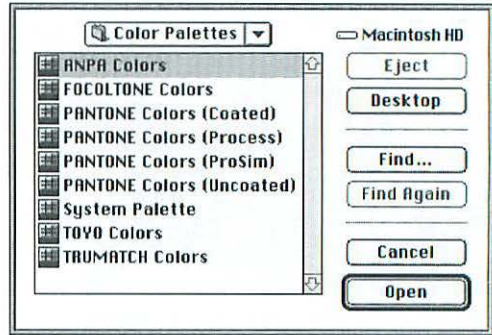 Color Palettes
Macintosh HD
ANPA Colors
FOCOLTONE Colors
PANTONE Colors (Coated)
PANTONE Colors (Process)
PANTONE Colors (ProSim)
PANTONE Colors (Uncoated)
System Palette
TOYO Colors
TRUMATCH Colors
Eject
Desktop
Find...
Find Again
Cancel
Open